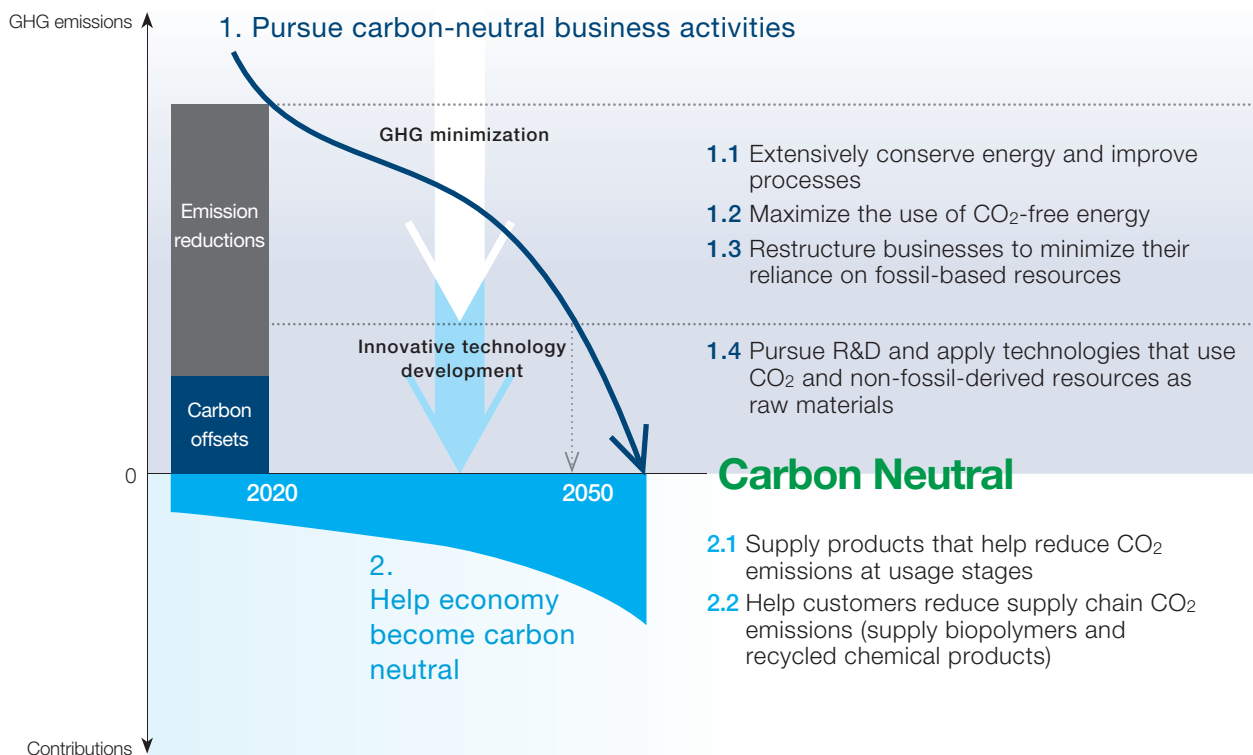 GHG emissions
1. Pursue carbon-neutral business activities
GHG minimization
Emission
reductions
1.1 Extensively conserve energy and improve
processes
1.2 Maximize the use of CO₂-free energy
1.3 Restructure businesses to minimize their
reliance on fossil-based resources
Innovative technology
development
Carbon
offsets
1.4 Pursue R&D and apply technologies that use
CO₂ and non-fossil-derived resources as
raw materials
0
Carbon Neutral
2020
2050
2.
Help economy
become carbon
neutral
2.1 Supply products that help reduce CO₂
emissions at usage stages
2.2 Help customers reduce supply chain CO₂
emissions (supply biopolymers and
recycled chemical products)
Contributions